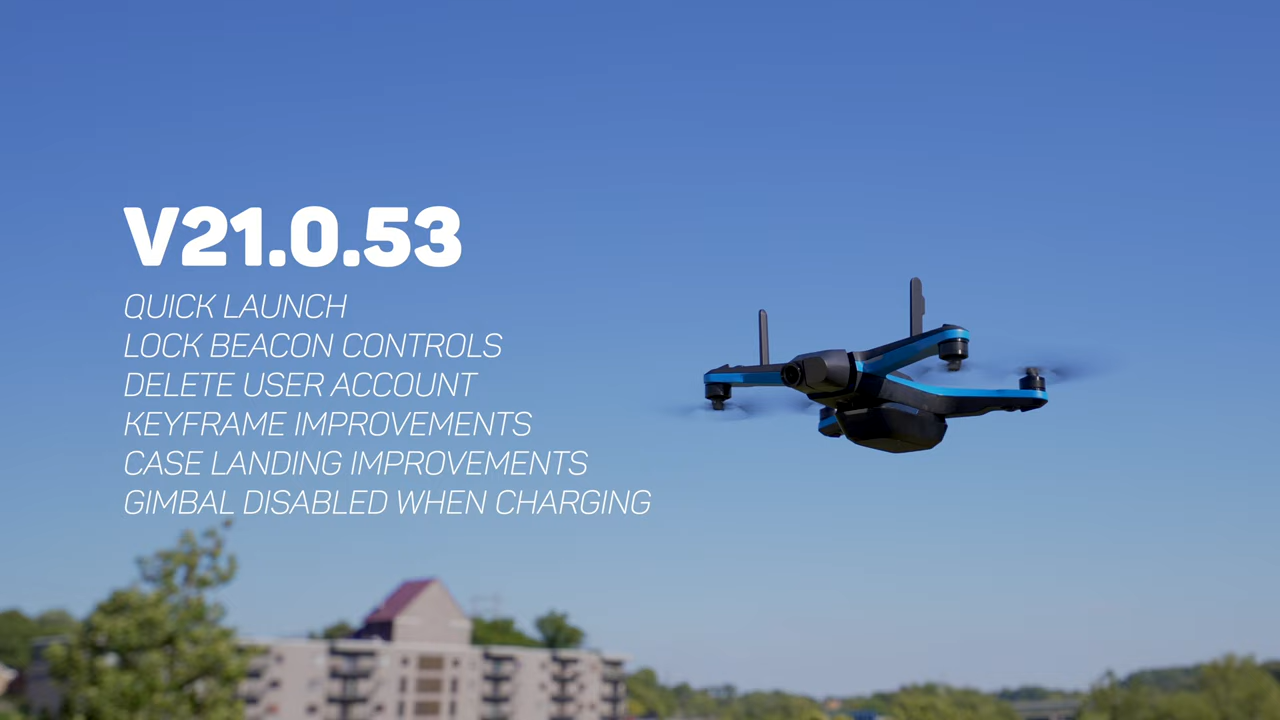 V21.0.53
QUICK LAUNCH
LOCK BEACON CONTROLS
DELETE USER ACCOUNT
KEYFRAME IMPROVEMENTS
CASE LANDING IMPROVEMENTS
GIMBAL DISABLED WHEN CHARGING